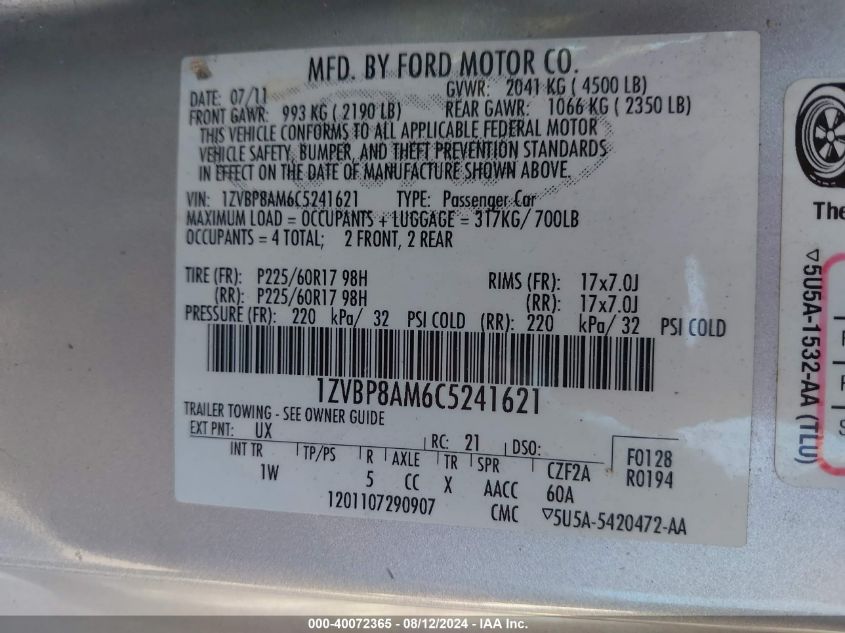 MFD. BY FORD MOTOR CO.
DATE: 07/11 GVWR: 2041 KG ( 4500 LB)
FRONT GAWR: 993 KG ( 2190 LB) REAR GAWR: 1066 KG ( 2350 LB)
THIS VEHICLE CONFORMS TO ALL APPLICABLE FEDERAL MOTOR
VEHICLE SAFETY, BUMPER, AND THEFT PREVENTION STANDARDS
IN EFFECT ON THE DATE OF MANUFACTURE SHOWN ABOVE.
VIN: 1ZVBP8AM6C5241621 TYPE: Passenger Car
MAXIMUM LOAD = OCCUPANTS + LUGGAGE = 317KG/ 700LB
OCCUPANTS = 4 TOTAL; 2 FRONT, 2 REAR
TIRE (FR): P225/60R17 98H RIMS (FR): 17x7.0J
(RR): P225/60R17 98H (RR): 17x7.0J
PRESSURE (FR): 220 kPa/ 32 PSI COLD (RR): 220 kPa/ 32 PSI COLD
1ZVBP8AM6C5241621
TRAILER TOWING - SEE OWNER GUIDE
EXT PNT: UX RC: 21 DSO:
INT TR TP/PS R AXLE TR SPR CZF2A F0128
1W 5 CC X AACC 60A R0194
1201107290907 CMC ▽5U5A-5420472-AA
The
▽5U5A-1532-AA (TLU)
F
F
S
000-40072365 - 08/12/2024 - IAA Inc.